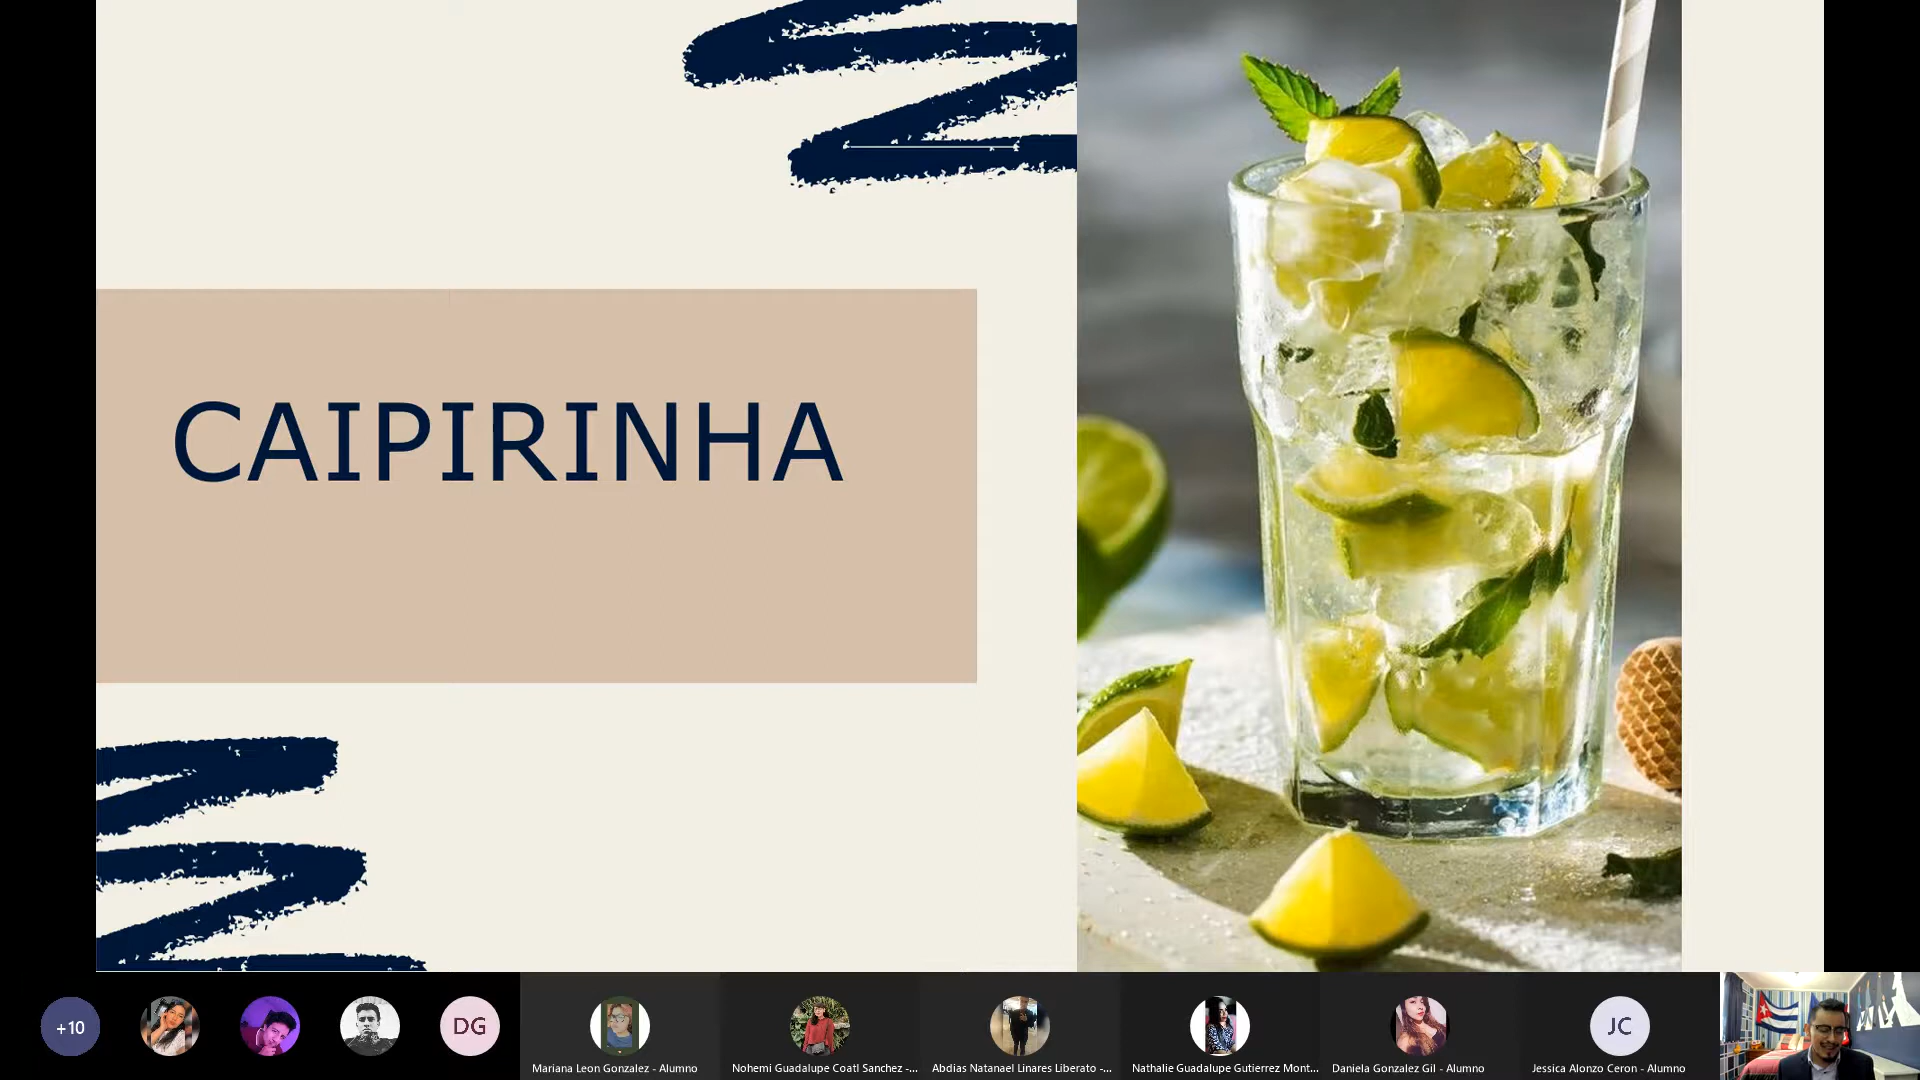 CAIPIRINHA
+10
DG
Mariana Leon Gonzalez - Alumno
Nohemi Guadalupe Coatl Sanchez -...
Abdias Natanael Linares Liberato -...
Nathalie Guadalupe Gutierrez Mont...
Daniela Gonzalez Gil - Alumno
JC
Jessica Alonzo Ceron - Alumno